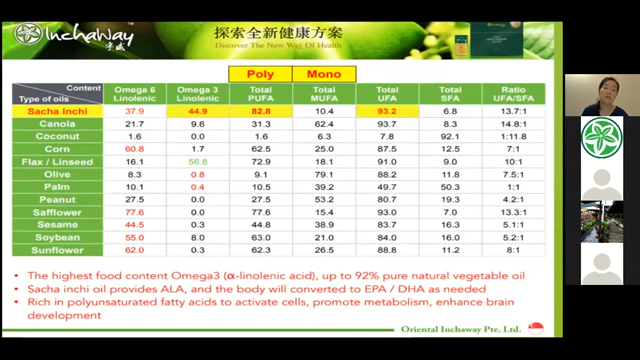 InchaWay
宇威
探索全新健康方案
Discover The New Way Of Health
Poly Mono
Content
Type of oils
Omega 6 Linolenic
Omega 3 Linolenic
Total PUFA
Total MUFA
Total UFA
Total SFA
Ratio UFA/SFA
Sacha Inchi 37.9 44.9 82.8 10.4 93.2 6.8 13.7:1
Canola 21.7 9.6 31.3 62.4 93.7 8.3 14.8:1
Coconut 1.6 0.0 1.6 6.3 7.8 92.1 1:11.8
Corn 60.8 1.7 62.5 25.0 87.5 12.5 7:1
Flax / Linseed 16.1 56.8 72.9 18.1 91.0 9.0 10:1
Olive 8.3 0.8 9.1 79.1 88.2 11.8 7.5:1
Palm 10.1 0.4 10.5 39.2 49.7 50.3 1:1
Peanut 27.5 0.0 27.5 53.2 80.7 19.3 4.2:1
Safflower 77.6 0.0 77.6 15.4 93.0 7.0 13.3:1
Sesame 44.5 0.3 44.8 38.9 83.7 16.3 5.1:1
Soybean 55.0 8.0 63.0 21.0 84.0 16.0 5.2:1
Sunflower 62.0 0.3 62.3 26.5 88.8 11.2 8:1
• The highest food content Omega3 (α-linolenic acid), up to 92% pure natural vegetable oil
• Sacha inchi oil provides ALA, and the body will converted to EPA / DHA as needed
• Rich in polyunsaturated fatty acids to activate cells, promote metabolism, enhance brain
development
Oriental Inchaway Pte. Ltd.